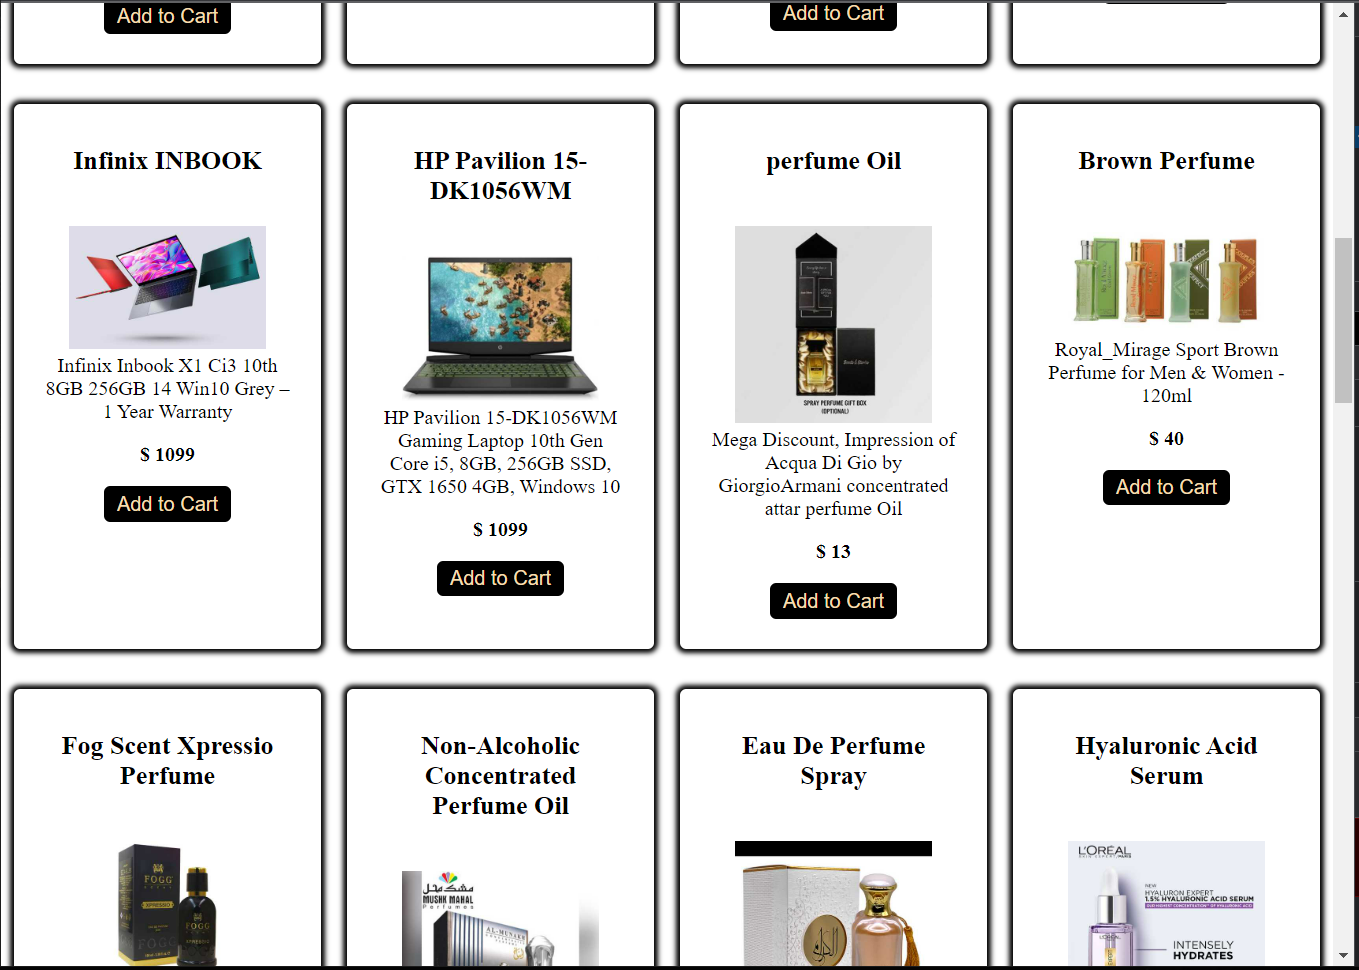 Add to Cart
Add to Cart
Infinix INBOOK
Infinix Inbook X1 Ci3 10th
8GB 256GB 14 Win10 Grey –
1 Year Warranty
$ 1099
Add to Cart
HP Pavilion 15-
DK1056WM
HP Pavilion 15-DK1056WM
Gaming Laptop 10th Gen
Core i5, 8GB, 256GB SSD,
GTX 1650 4GB, Windows 10
$ 1099
Add to Cart
perfume Oil
SPRAY PERFUME GIFT BOX
(OPTIONAL)
Mega Discount, Impression of
Acqua Di Gio by
GiorgioArmani concentrated
attar perfume Oil
$ 13
Add to Cart
Brown Perfume
Royal_Mirage Sport Brown
Perfume for Men & Women -
120ml
$ 40
Add to Cart
Fog Scent Xpressio
Perfume
FOGG
XPRESSIO
FOGG
XPRESSIO
Non-Alcoholic
Concentrated
Perfume Oil
مشك محل
MUSHK MAHAL
Perfumes
Eau De Perfume
Spray
Hyaluronic Acid
Serum
L'ORÉAL
NEW
HYALURON EXPERT
1.5% HYALURONIC ACID SERUM
INTENSELY
HYDRATES